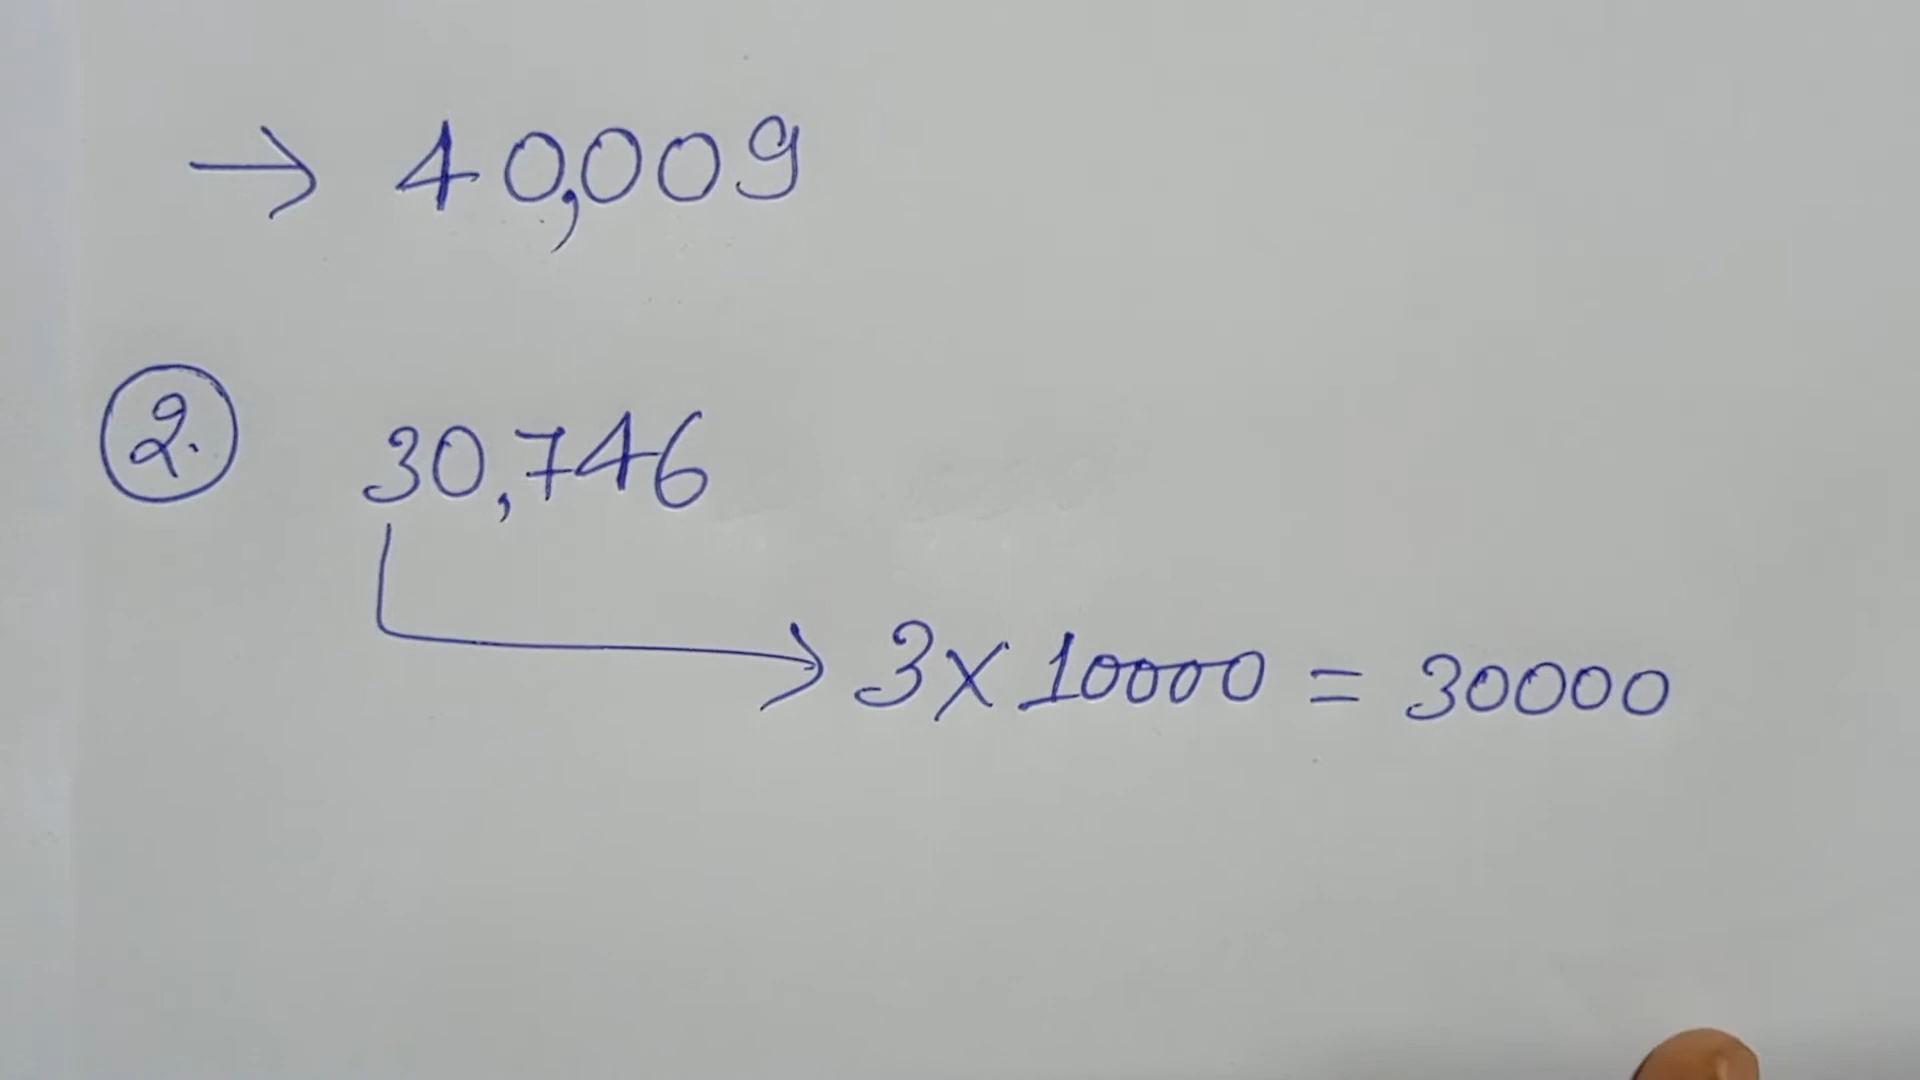 → 40,009
2. 30,746
→ 3 × 10000 = 30000